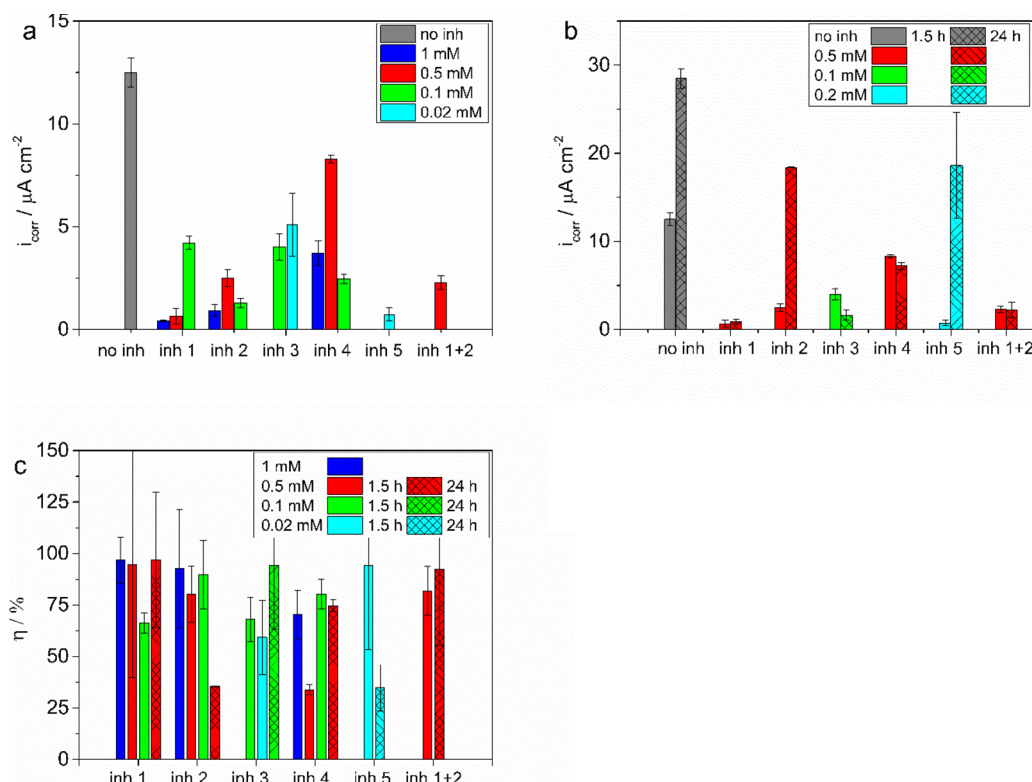 a
15
10
5
0
i_corr / µA cm⁻²
no inh
1 mM
0.5 mM
0.1 mM
0.02 mM
no inh inh 1 inh 2 inh 3 inh 4 inh 5 inh 1+2
b
30
20
10
0
i_corr / µA cm⁻²
no inh 1.5 h 24 h
0.5 mM
0.1 mM
0.2 mM
no inh inh 1 inh 2 inh 3 inh 4 inh 5 inh 1+2
c
150
125
100
75
50
25
0
η / %
1 mM
0.5 mM 1.5 h 24 h
0.1 mM 1.5 h 24 h
0.02 mM 1.5 h 24 h
inh 1 inh 2 inh 3 inh 4 inh 5 inh 1+2